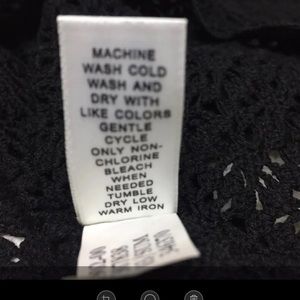 MACHINE
WASH COLD
WASH AND
DRY WITH
LIKE COLORS
GENTLE
CYCLE
ONLY NON-
CHLORINE
BLEACH
WHEN
NEEDED
TUMBLE
DRY LOW
WARM IRON